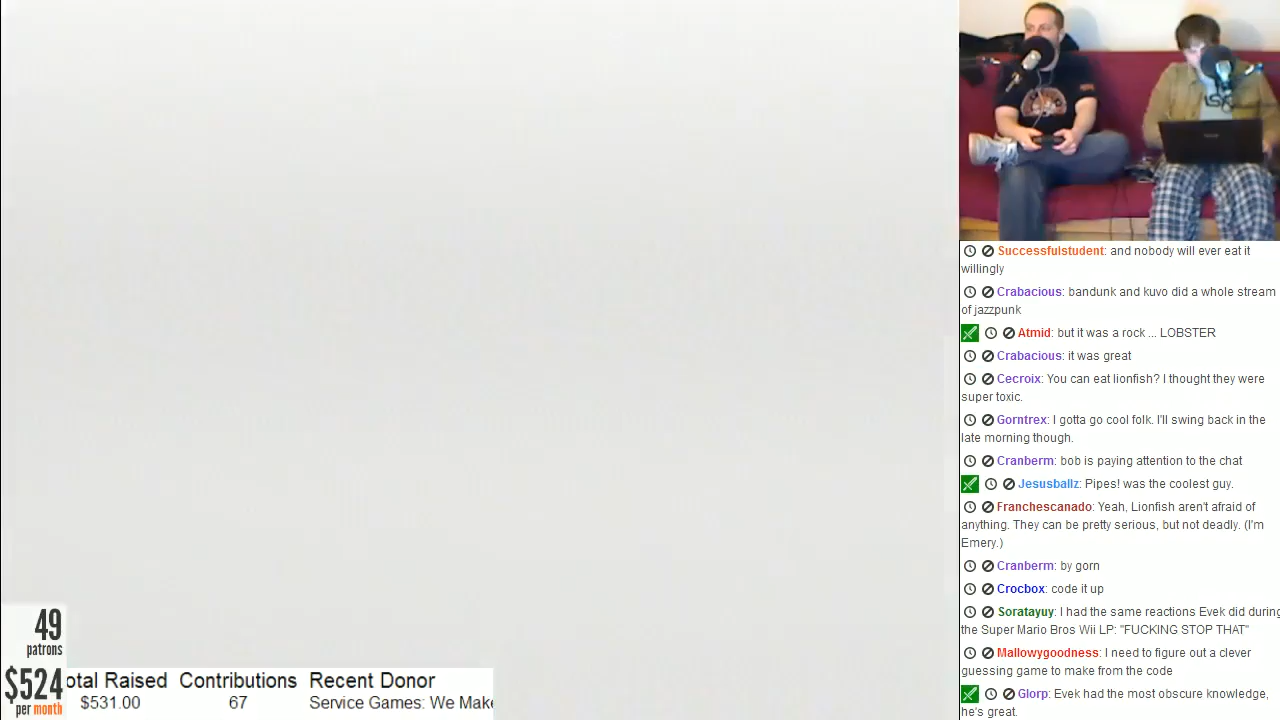 Successfulstudent: and nobody will ever eat it
willingly
Crabacious: bandunk and kuvo did a whole stream
of jazzpunk
Atmid: but it was a rock ... LOBSTER
Crabacious: it was great
Cecroix: You can eat lionfish? I thought they were
super toxic.
Gorntrex: I gotta go cool folk. I'll swing back in the
late morning though.
Cranberm: bob is paying attention to the chat
Jesusballz: Pipes! was the coolest guy.
Franchescanado: Yeah, Lionfish aren't afraid of
anything. They can be pretty serious, but not deadly. (I'm
Emery.)
Cranberm: by gorn
Crocbox: code it up
Soratayuy: I had the same reactions Evek did during
the Super Mario Bros Wii LP: "FUCKING STOP THAT"
Mallowygoodness: I need to figure out a clever
guessing game to make from the code
Glorp: Evek had the most obscure knowledge,
he's great.
49
patrons
$524
per month
otal Raised Contributions Recent Donor
$531.00 67 Service Games: We Make